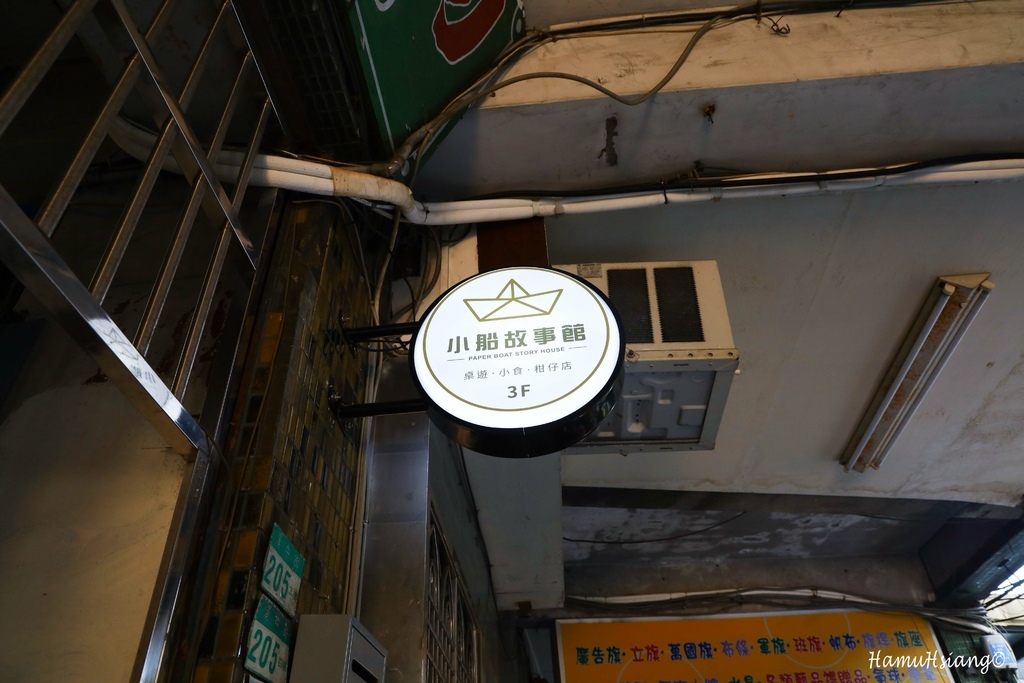 小船故事館
PAPER BOAT STORY HOUSE
桌遊·小食·柑仔店
3F
205
205
廣告旗·立旗·萬國旗·布條·軍旗·班旗·帆布·旗桿·旗座
HamuHsiang©